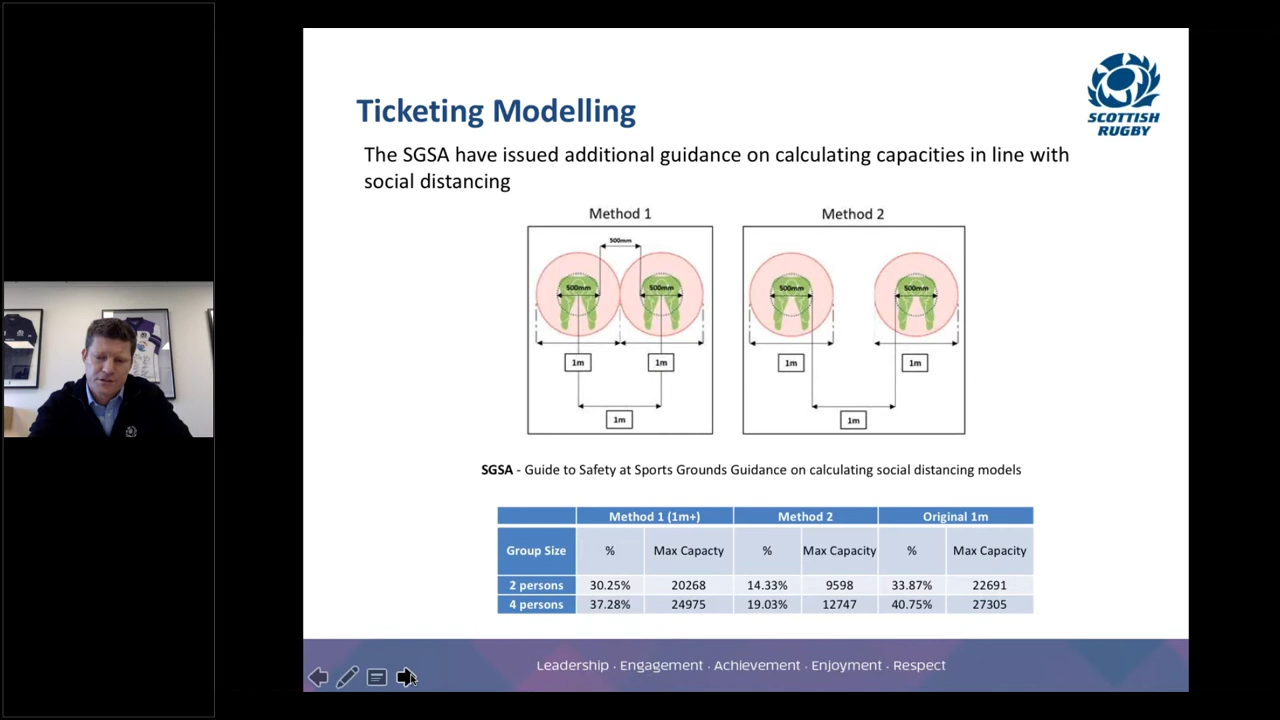 Ticketing Modelling
SCOTTISH
RUGBY
The SGSA have issued additional guidance on calculating capacities in line with
social distancing
Method 1
Method 2
500mm
500mm 500mm
500mm 500mm
1m 1m
1m 1m
1m
1m
SGSA - Guide to Safety at Sports Grounds Guidance on calculating social distancing models
Method 1 (1m+) Method 2 Original 1m
Group Size % Max Capacty % Max Capacity % Max Capacity
2 persons 30.25% 20268 14.33% 9598 33.87% 22691
4 persons 37.28% 24975 19.03% 12747 40.75% 27305
Leadership . Engagement . Achievement . Enjoyment . Respect